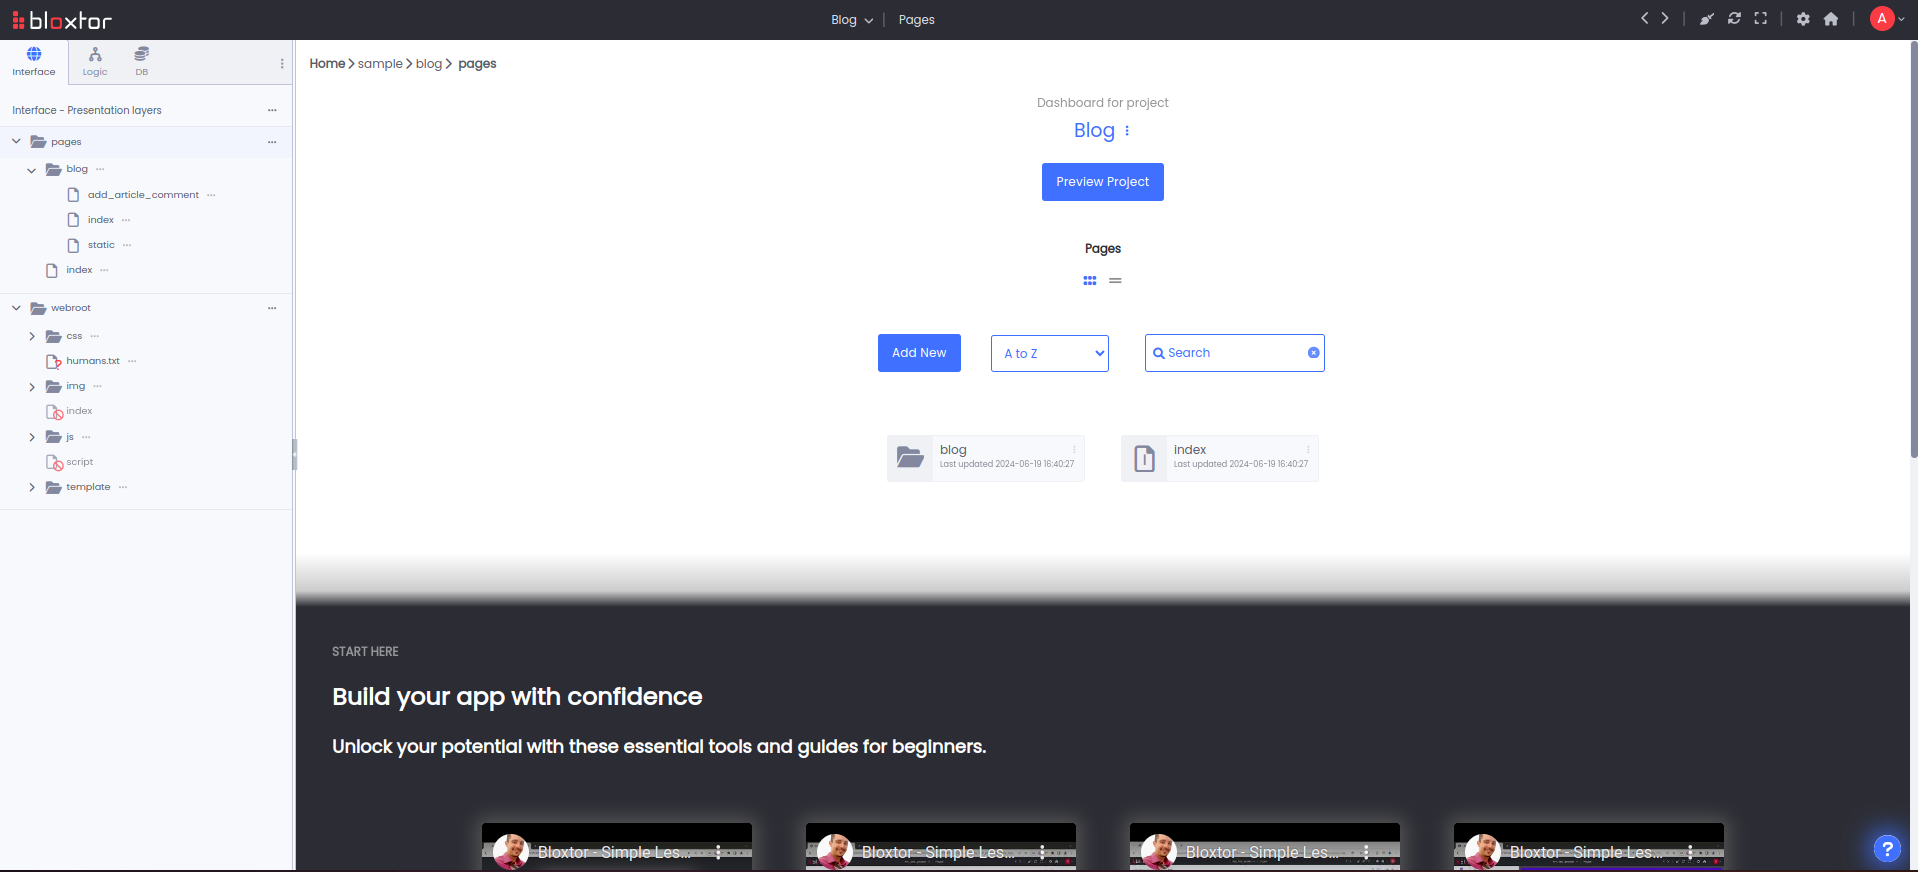 bloxtor
Blog
Pages
A
Interface
Logic
DB
Home sample blog pages
Interface - Presentation layers
pages
blog
add_article_comment
index
static
index
webroot
css
humans.txt
img
index
js
script
template
Dashboard for project
Blog
Preview Project
Pages
Add New
A to Z
Search
blog
Last updated 2024-06-19 16:40:27
index
Last updated 2024-06-19 16:40:27
START HERE
Build your app with confidence
Unlock your potential with these essential tools and guides for beginners.
Bloxtor - Simple Les...
Bloxtor - Simple Les...
Bloxtor - Simple Les...
Bloxtor - Simple Les...
?